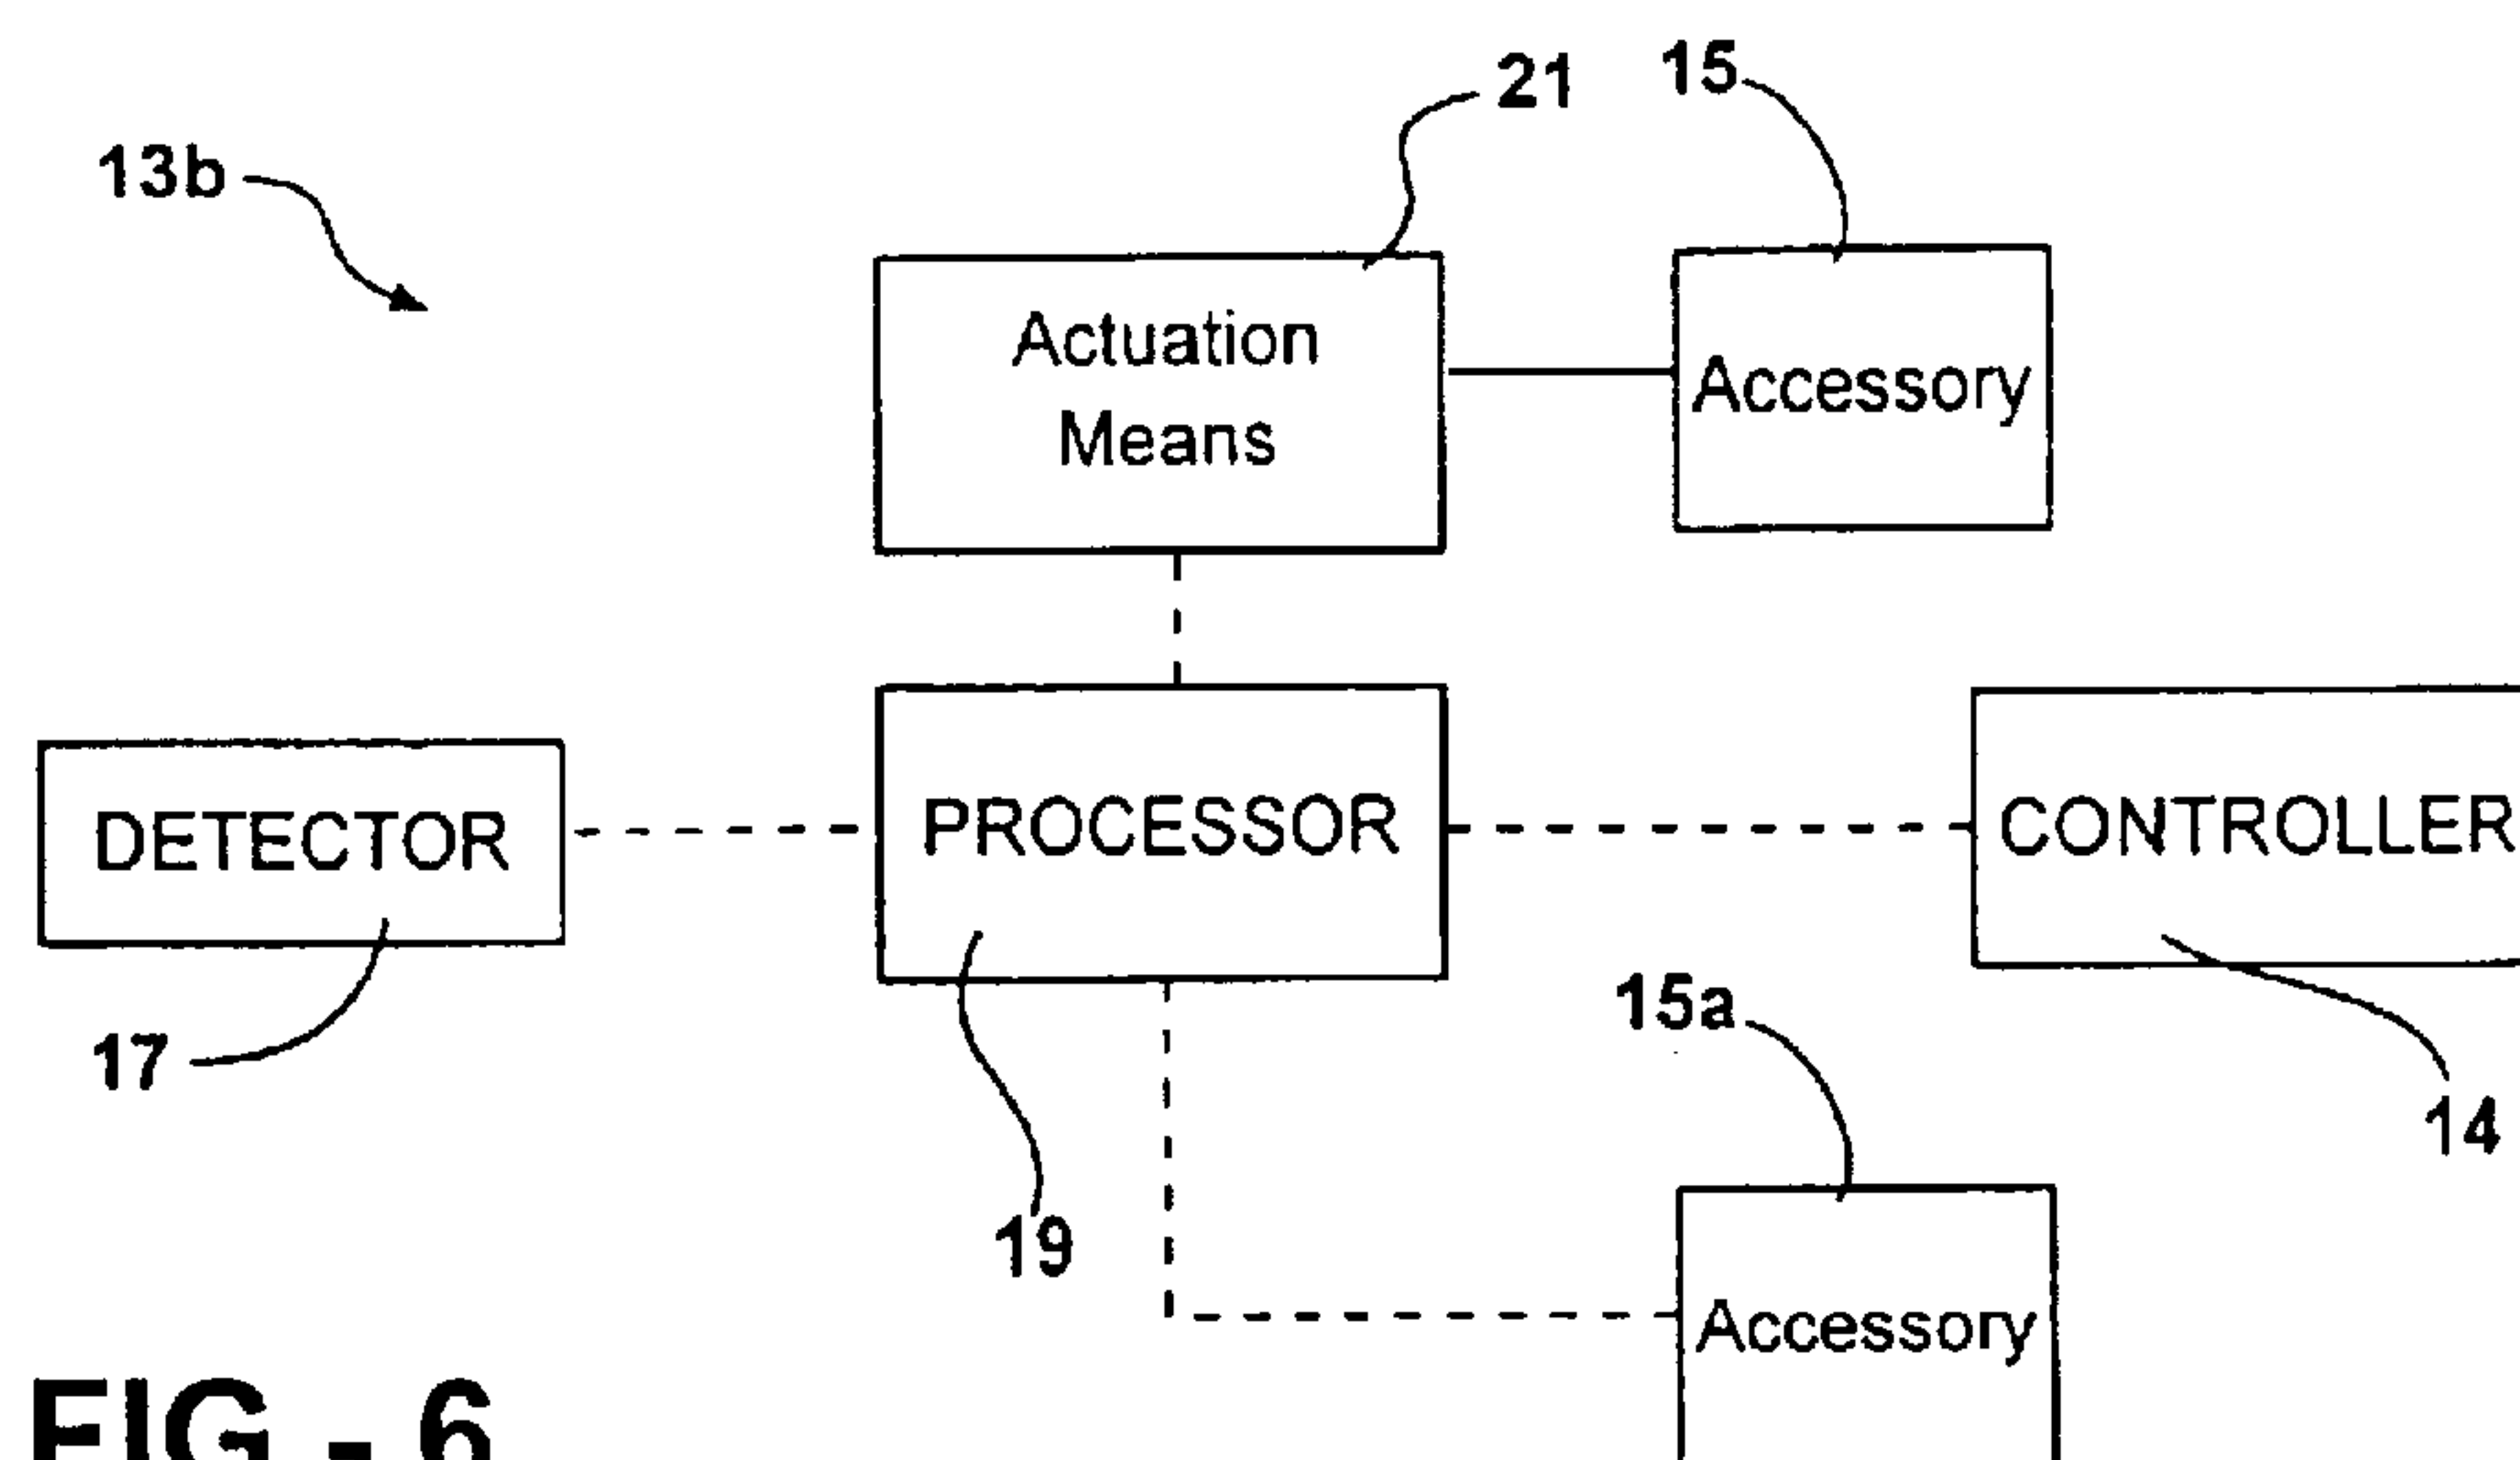 21
15
13b
Actuation
Means
Accessory
DETECTOR
PROCESSOR
CONTROLLER
17
15a
14
19
Accessory
FIG - 6